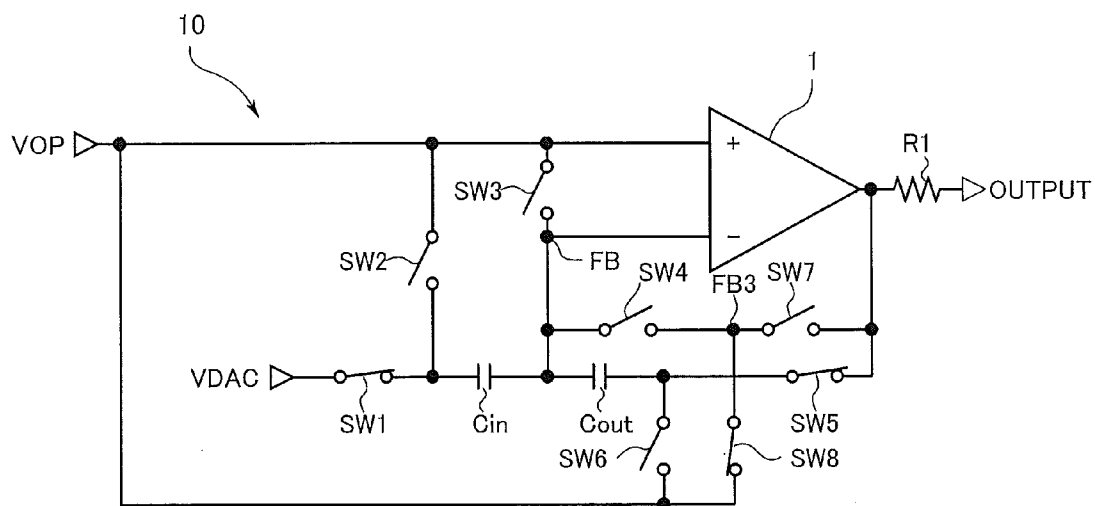 10
1
VOP
+
R1
SW3
OUTPUT
−
SW2
FB
SW4
FB3
SW7
VDAC
SW1
Cin
Cout
SW5
SW6
SW8